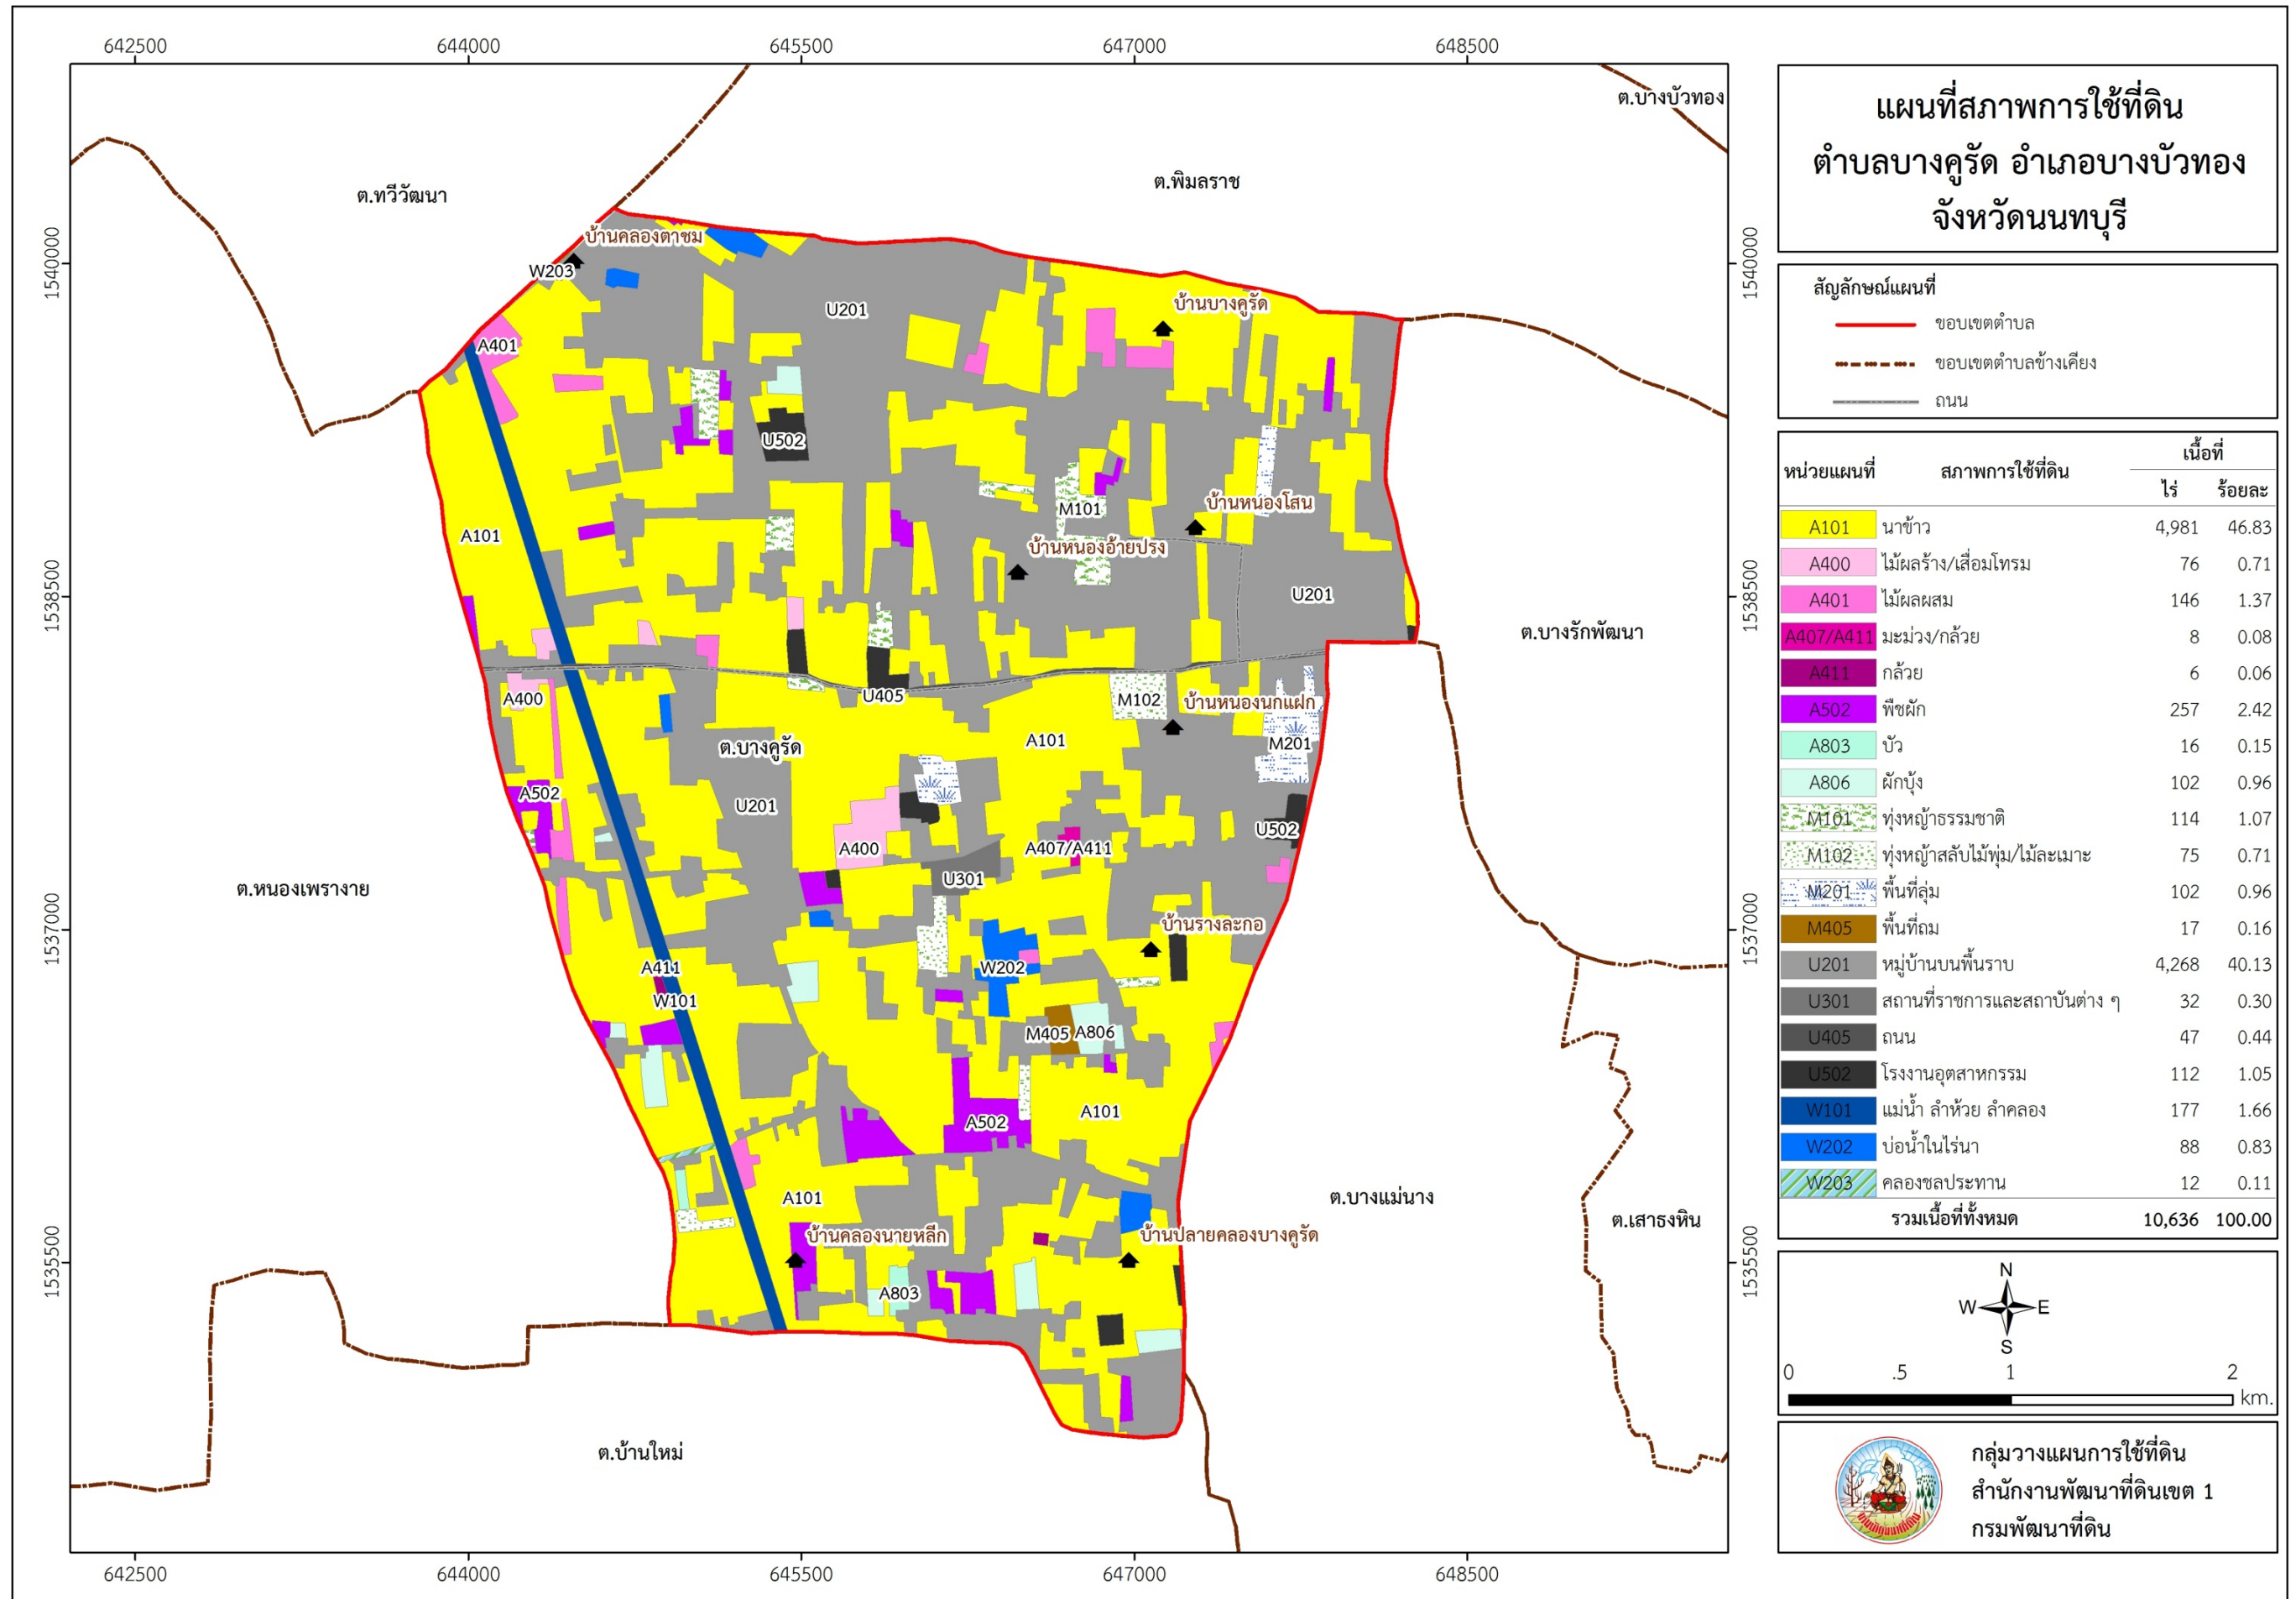 642500 644000 645500 647000 648500
ต.บางบัวทอง
ต.ทวีวัฒนา
ต.พิมลราช
บ้านคลองตาชม
1540000
1540000
W203
บ้านบางคูรัด
U201
A401
U502
บ้านหนองโสน
M101
A101
บ้านหนองอ้ายปรง
1538500
1538500
U201
ต.บางรักพัฒนา
A400
U405
M102
บ้านหนองนกแฝก
ต.บางคูรัด
A101
M201
A502
U201
U502
A400
A407/A411
U301
ต.หนองเพรางาย
1537000
1537000
บ้านรางละกอ
A411
W202
W101
M405
A806
A101
A502
A101
ต.บางแม่นาง
ต.เสาธงหิน
บ้านคลองนายหลีก
บ้านปลายคลองบางคูรัด
1535500
1535500
A803
ต.บ้านใหม่
642500 644000 645500 647000 648500
แผนที่สภาพการใช้ที่ดิน
ตำบลบางคูรัด อำเภอบางบัวทอง
จังหวัดนนทบุรี
สัญลักษณ์แผนที่
ขอบเขตตำบล
ขอบเขตตำบลข้างเคียง
ถนน
หน่วยแผนที่ สภาพการใช้ที่ดิน เนื้อที่
ไร่ ร้อยละ
A101 นาข้าว 4,981 46.83
A400 ไม้ผลร้าง/เสื่อมโทรม 76 0.71
A401 ไม้ผลผสม 146 1.37
A407/A411 มะม่วง/กล้วย 8 0.08
A411 กล้วย 6 0.06
A502 พืชผัก 257 2.42
A803 บัว 16 0.15
A806 ผักบุ้ง 102 0.96
M101 ทุ่งหญ้าธรรมชาติ 114 1.07
M102 ทุ่งหญ้าสลับไม้พุ่ม/ไม้ละเมาะ 75 0.71
M201 พื้นที่ลุ่ม 102 0.96
M405 พื้นที่ถม 17 0.16
U201 หมู่บ้านบนพื้นราบ 4,268 40.13
U301 สถานที่ราชการและสถาบันต่าง ๆ 32 0.30
U405 ถนน 47 0.44
U502 โรงงานอุตสาหกรรม 112 1.05
W101 แม่น้ำ ลำห้วย ลำคลอง 177 1.66
W202 บ่อน้ำในไร่นา 88 0.83
W203 คลองชลประทาน 12 0.11
รวมเนื้อที่ทั้งหมด 10,636 100.00
N
W E
S
0 .5 1 2
km.
กลุ่มวางแผนการใช้ที่ดิน
สำนักงานพัฒนาที่ดินเขต 1
กรมพัฒนาที่ดิน